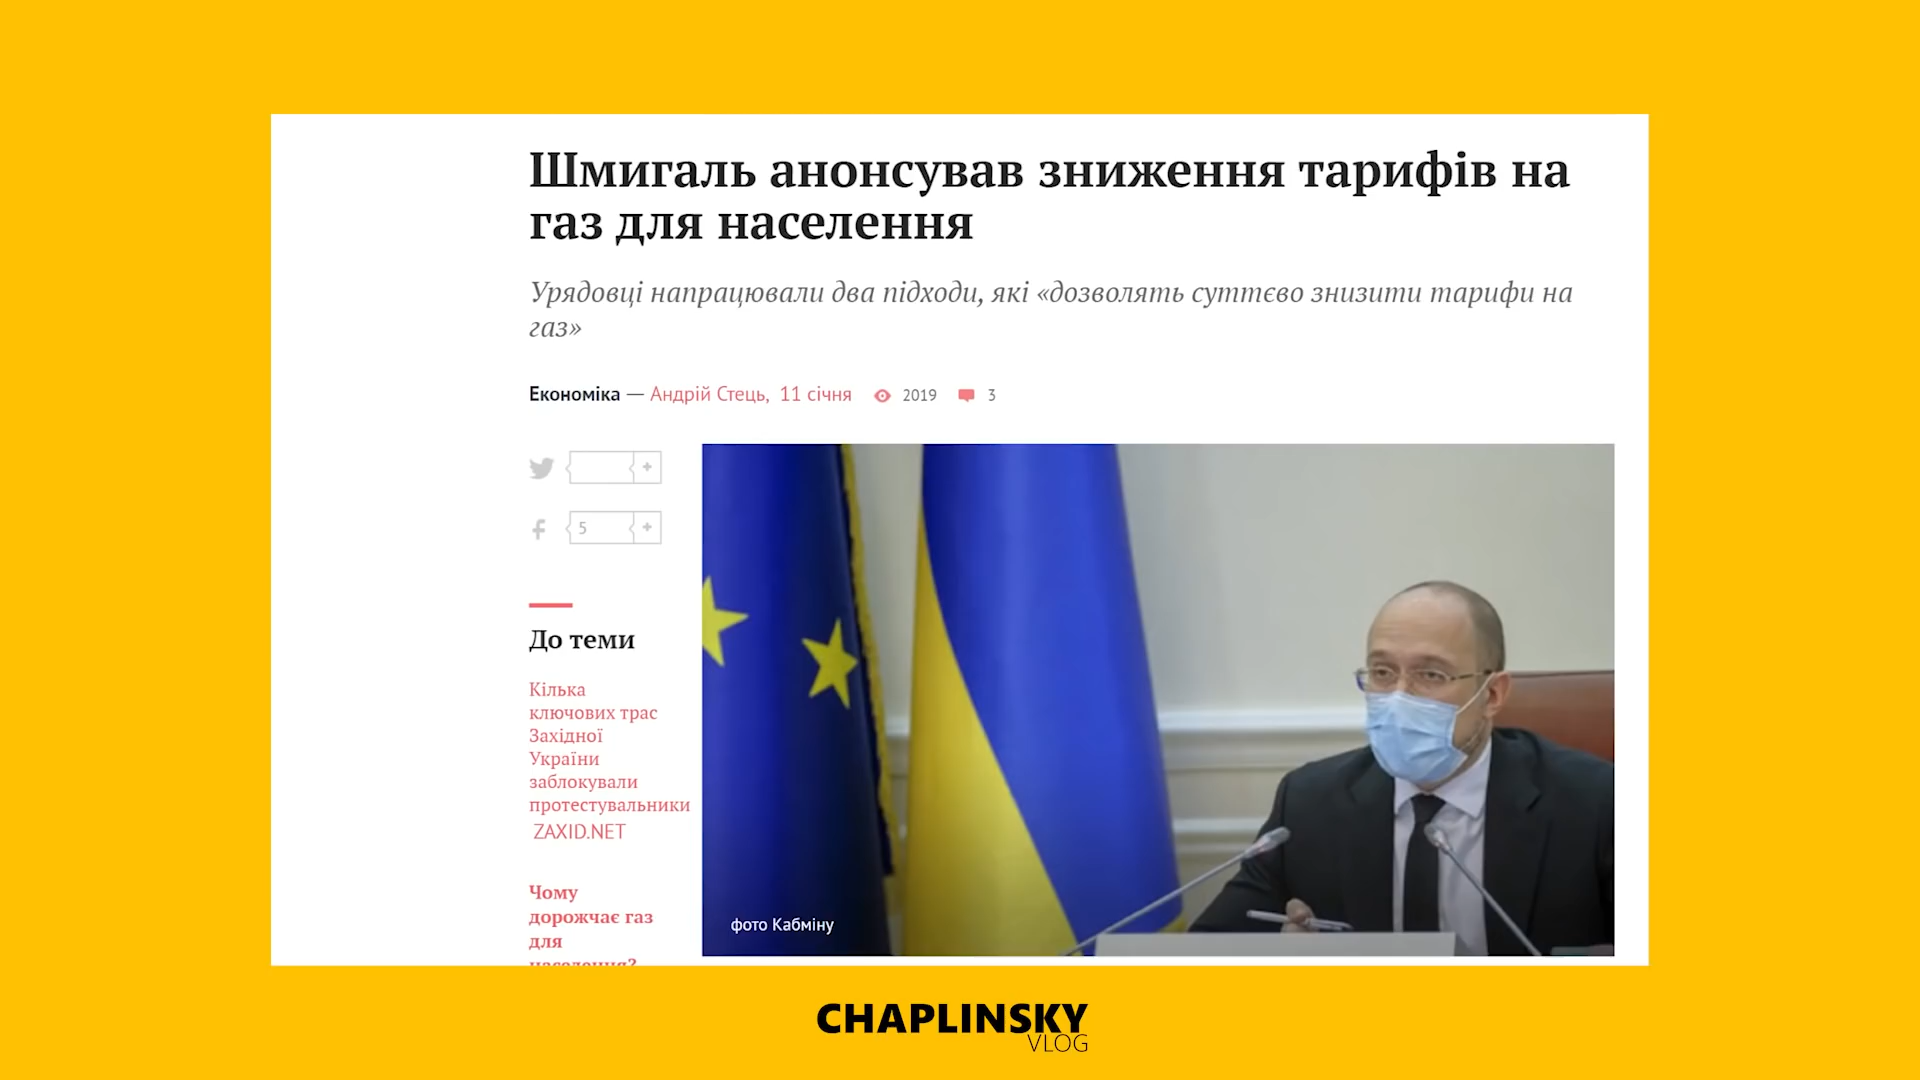 Шмигаль анонсував зниження тарифів на
газ для населення
Урядовці напрацювали два підходи, які «дозволять суттєво знизити тарифи на
газ»
Економіка — Андрій Стець, 11 січня 2019 3
+
5 +
До теми
Кілька
ключових трас
Західної
України
заблокували
протестувальники
ZAXID.NET
Чому
дорожчає газ
для
населення?
фото Кабміну
CHAPLINSKY
VLOG